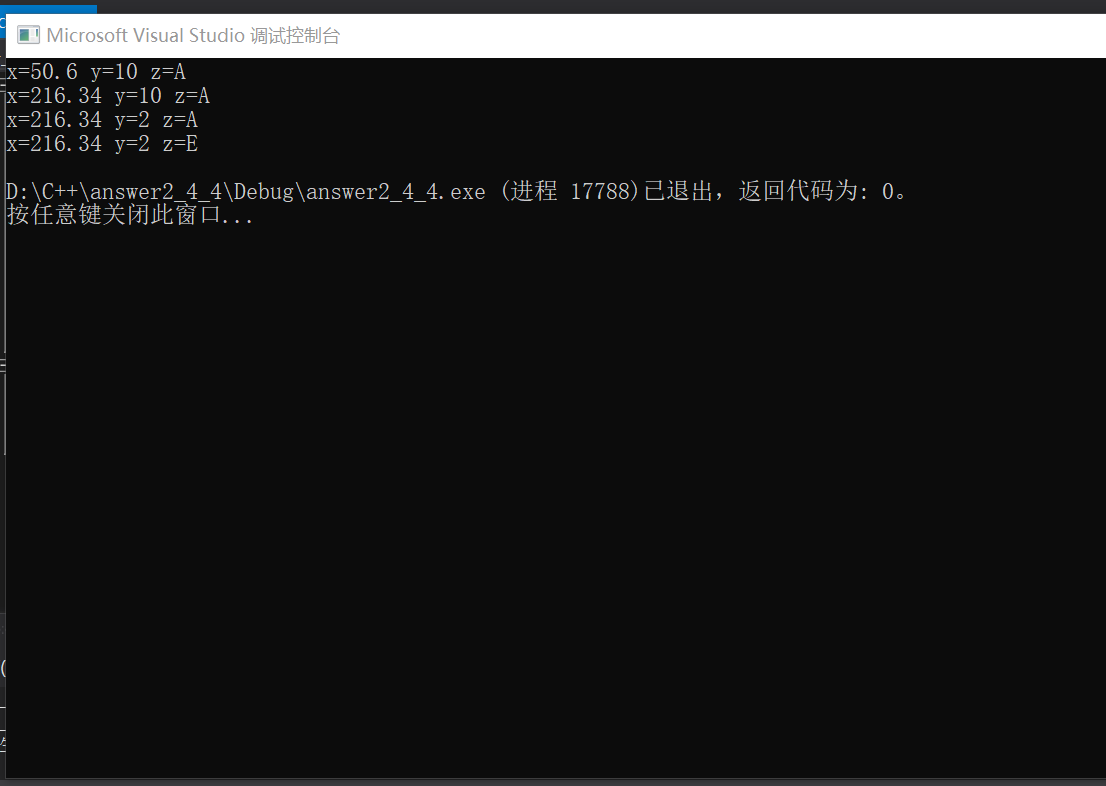 Microsoft Visual Studio 调试控制台
x=50.6 y=10 z=A
x=216.34 y=10 z=A
x=216.34 y=2 z=A
x=216.34 y=2 z=E
D:\C++\answer2_4_4\Debug\answer2_4_4.exe (进程 17788)已退出，返回代码为: 0。
按任意键关闭此窗口...